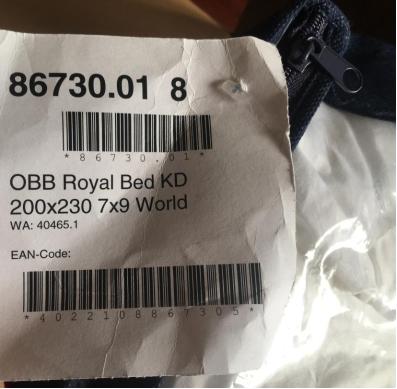 86730.01 8
*86730.01*
OBB Royal Bed KD
200x230 7x9 World
WA: 40465.1
EAN-Code:
*4022108867305*